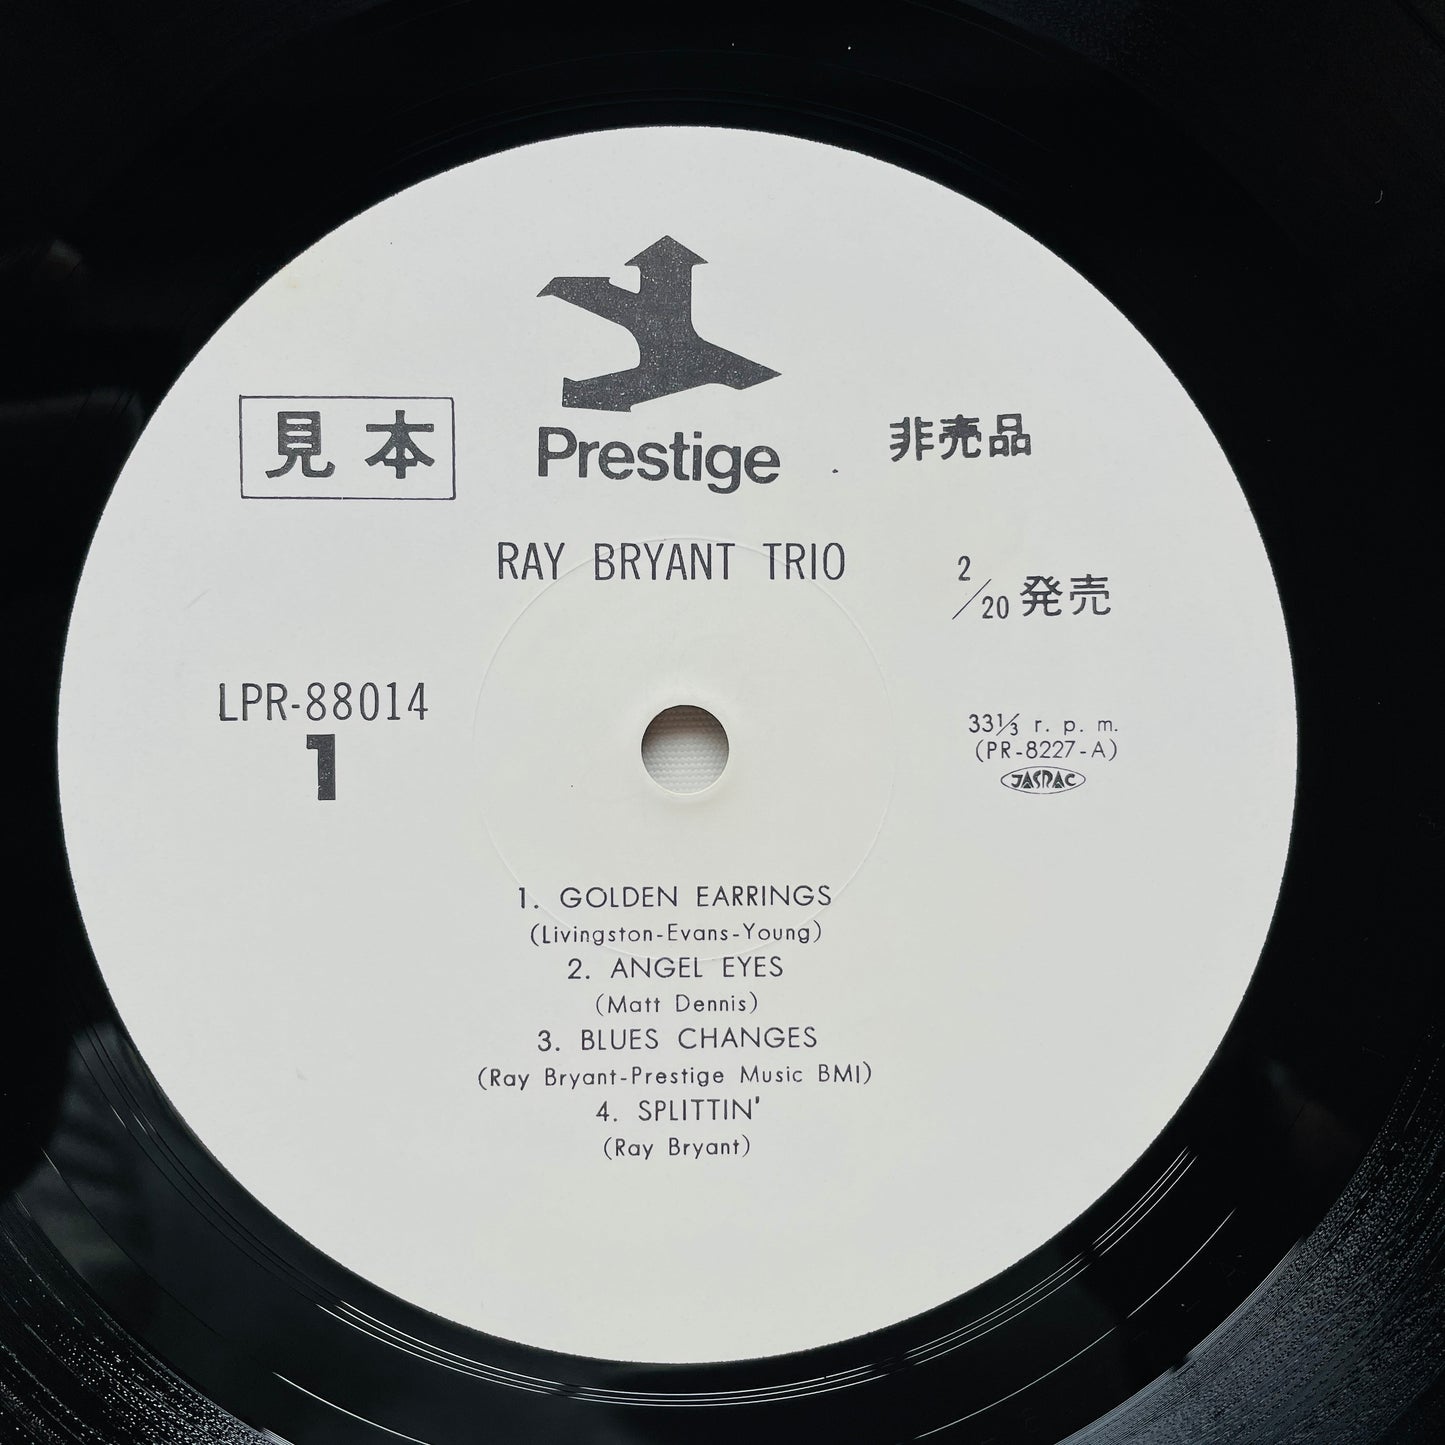 見本
Prestige
非売品
RAY BRYANT TRIO
2/20 発売
LPR-88014
1
33⅓ r. p. m.
(PR-8227-A)
JASRAC
1. GOLDEN EARRINGS
(Livingston-Evans-Young)
2. ANGEL EYES
(Matt Dennis)
3. BLUES CHANGES
(Ray Bryant-Prestige Music BMI)
4. SPLITTIN'
(Ray Bryant)